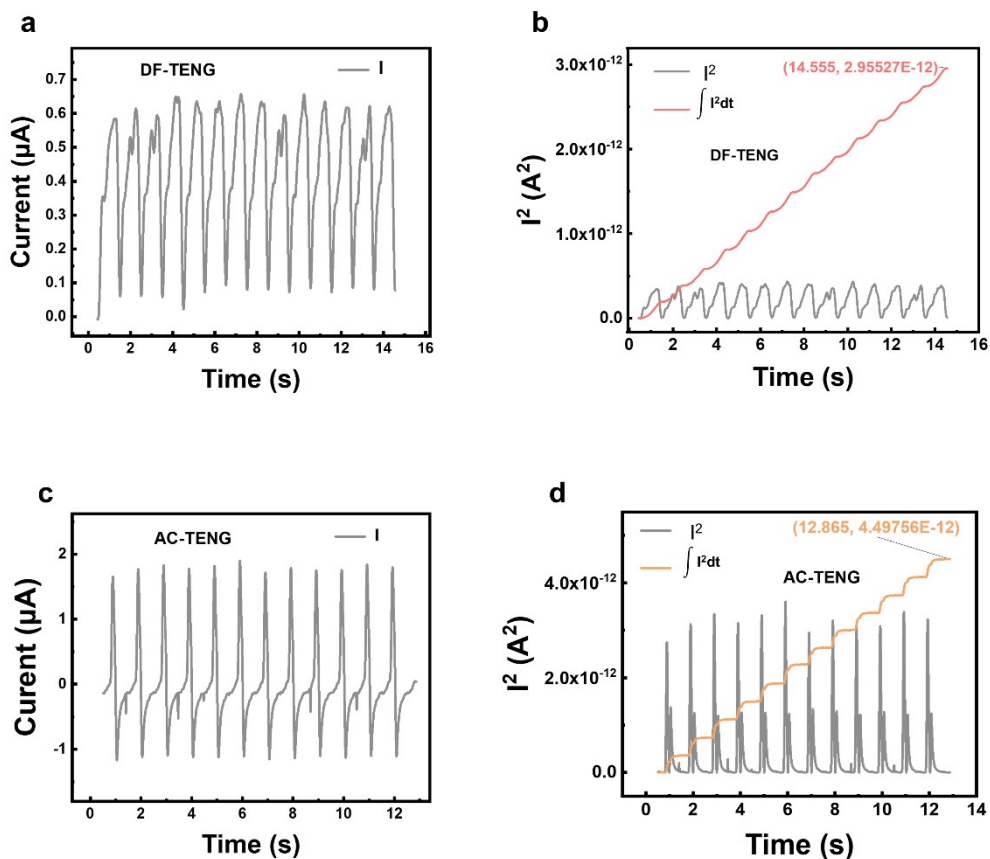 a
DF-TENG
I
Current (µA)
0.7
0.6
0.5
0.4
0.3
0.2
0.1
0.0
0 2 4 6 8 10 12 14 16
Time (s)
b
(14.555, 2.95527E-12)
I²
∫ I²dt
DF-TENG
I² (A²)
3.0x10⁻¹²
2.0x10⁻¹²
1.0x10⁻¹²
0.0
0 2 4 6 8 10 12 14 16
Time (s)
c
AC-TENG
I
Curent (µA)
2
1
0
-1
0 2 4 6 8 10 12
Time (s)
d
(12.865, 4.49756E-12)
I²
∫ I²dt
AC-TENG
I² (A²)
4.0x10⁻¹²
2.0x10⁻¹²
0.0
0 2 4 6 8 10 12 14
Time (s)